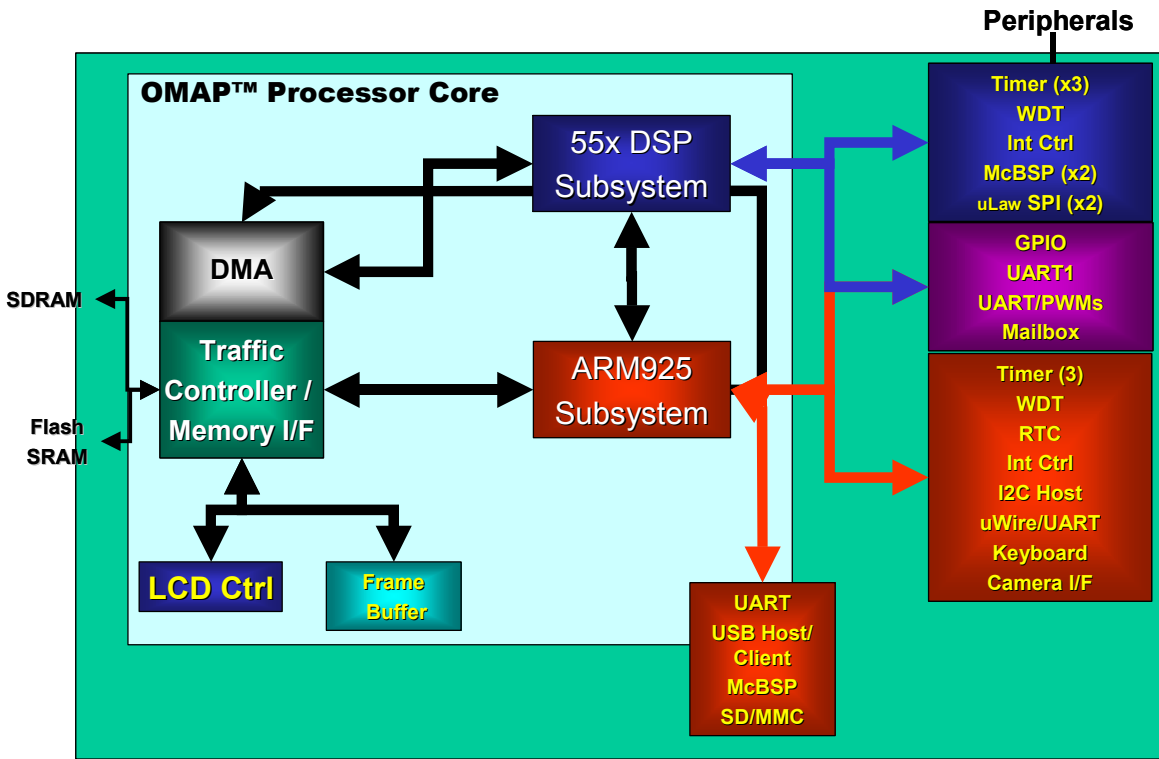 Peripherals
OMAP™ Processor Core
55x DSP
Subsystem
DMA
Traffic
Controller /
Memory I/F
ARM925
Subsystem
SDRAM
Flash
SRAM
LCD Ctrl
Frame
Buffer
Timer (x3)
WDT
Int Ctrl
McBSP (x2)
uLaw SPI (x2)
GPIO
UART1
UART/PWMs
Mailbox
Timer (3)
WDT
RTC
Int Ctrl
I2C Host
uWire/UART
Keyboard
Camera I/F
UART
USB Host/
Client
McBSP
SD/MMC